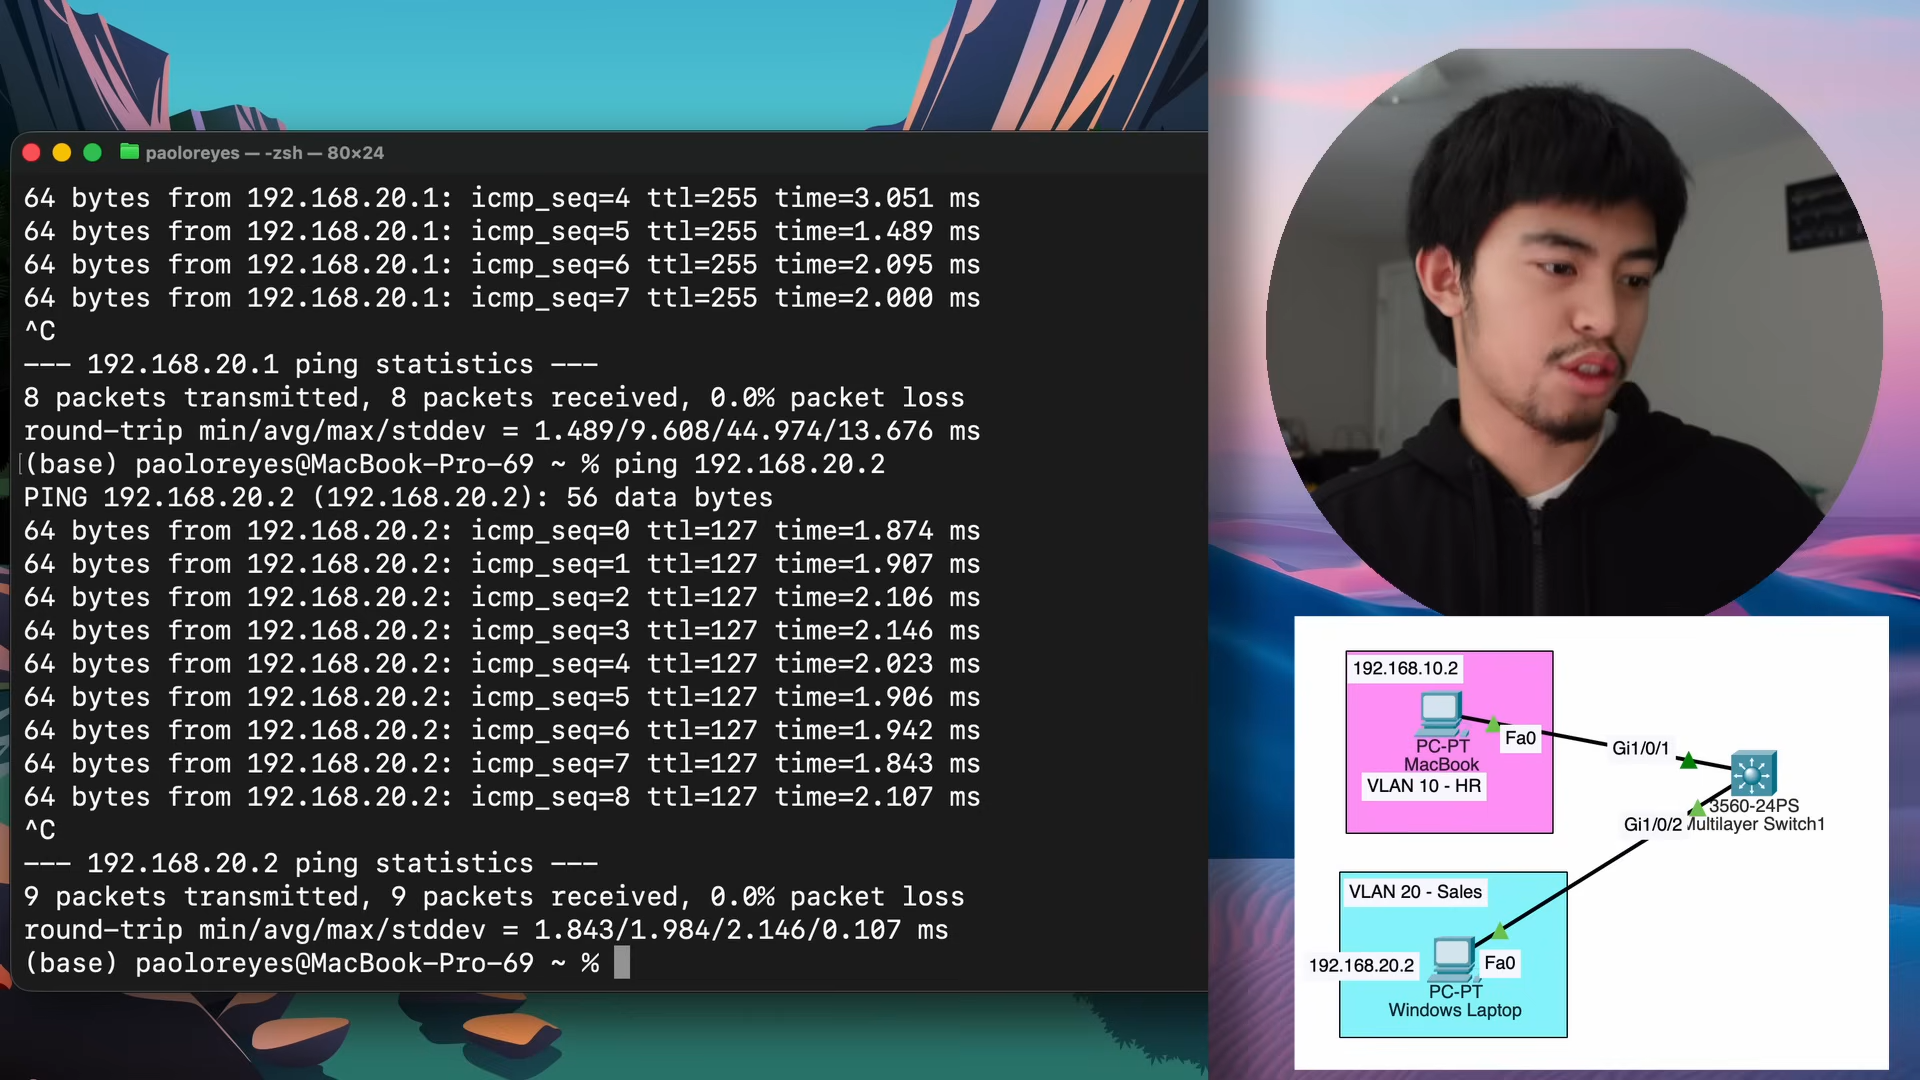 paoloreyes — -zsh — 80×24
64 bytes from 192.168.20.1: icmp_seq=4 ttl=255 time=3.051 ms
64 bytes from 192.168.20.1: icmp_seq=5 ttl=255 time=1.489 ms
64 bytes from 192.168.20.1: icmp_seq=6 ttl=255 time=2.095 ms
64 bytes from 192.168.20.1: icmp_seq=7 ttl=255 time=2.000 ms
^C
--- 192.168.20.1 ping statistics ---
8 packets transmitted, 8 packets received, 0.0% packet loss
round-trip min/avg/max/stddev = 1.489/9.608/44.974/13.676 ms
[(base) paoloreyes@MacBook-Pro-69 ~ % ping 192.168.20.2
PING 192.168.20.2 (192.168.20.2): 56 data bytes
64 bytes from 192.168.20.2: icmp_seq=0 ttl=127 time=1.874 ms
64 bytes from 192.168.20.2: icmp_seq=1 ttl=127 time=1.907 ms
64 bytes from 192.168.20.2: icmp_seq=2 ttl=127 time=2.106 ms
64 bytes from 192.168.20.2: icmp_seq=3 ttl=127 time=2.146 ms
64 bytes from 192.168.20.2: icmp_seq=4 ttl=127 time=2.023 ms
64 bytes from 192.168.20.2: icmp_seq=5 ttl=127 time=1.906 ms
64 bytes from 192.168.20.2: icmp_seq=6 ttl=127 time=1.942 ms
64 bytes from 192.168.20.2: icmp_seq=7 ttl=127 time=1.843 ms
64 bytes from 192.168.20.2: icmp_seq=8 ttl=127 time=2.107 ms
^C
--- 192.168.20.2 ping statistics ---
9 packets transmitted, 9 packets received, 0.0% packet loss
round-trip min/avg/max/stddev = 1.843/1.984/2.146/0.107 ms
(base) paoloreyes@MacBook-Pro-69 ~ %
192.168.10.2
Fa0
PC-PT
MacBook
VLAN 10 - HR
Gi1/0/1
3560-24PS
Multilayer Switch1
Gi1/0/2
VLAN 20 - Sales
192.168.20.2
Fa0
PC-PT
Windows Laptop